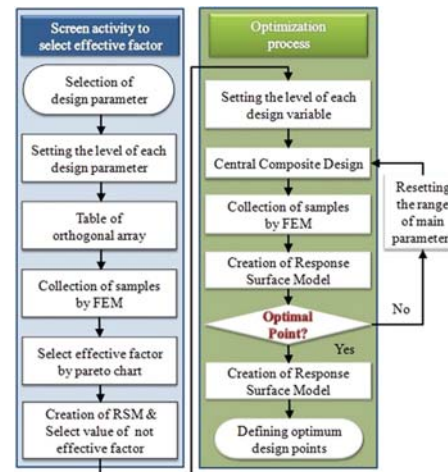 Screen activity to
select effective factor
Selection of
design parameter
Setting the level of each
design parameter
Table of
orthogonal array
Collection of samples
by FEM
Select effective factor
by pareto chart
Creation of RSM &
Select value of not
effective factor
Optimization
process
Setting the level of each
design variable
Central Composite Design
Collection of samples
by FEM
Creation of Response
Surface Model
Optimal
Point?
Yes
No
Resetting
the range
of main
parameter
Creation of Response
Surface Model
Defining optimum
design points